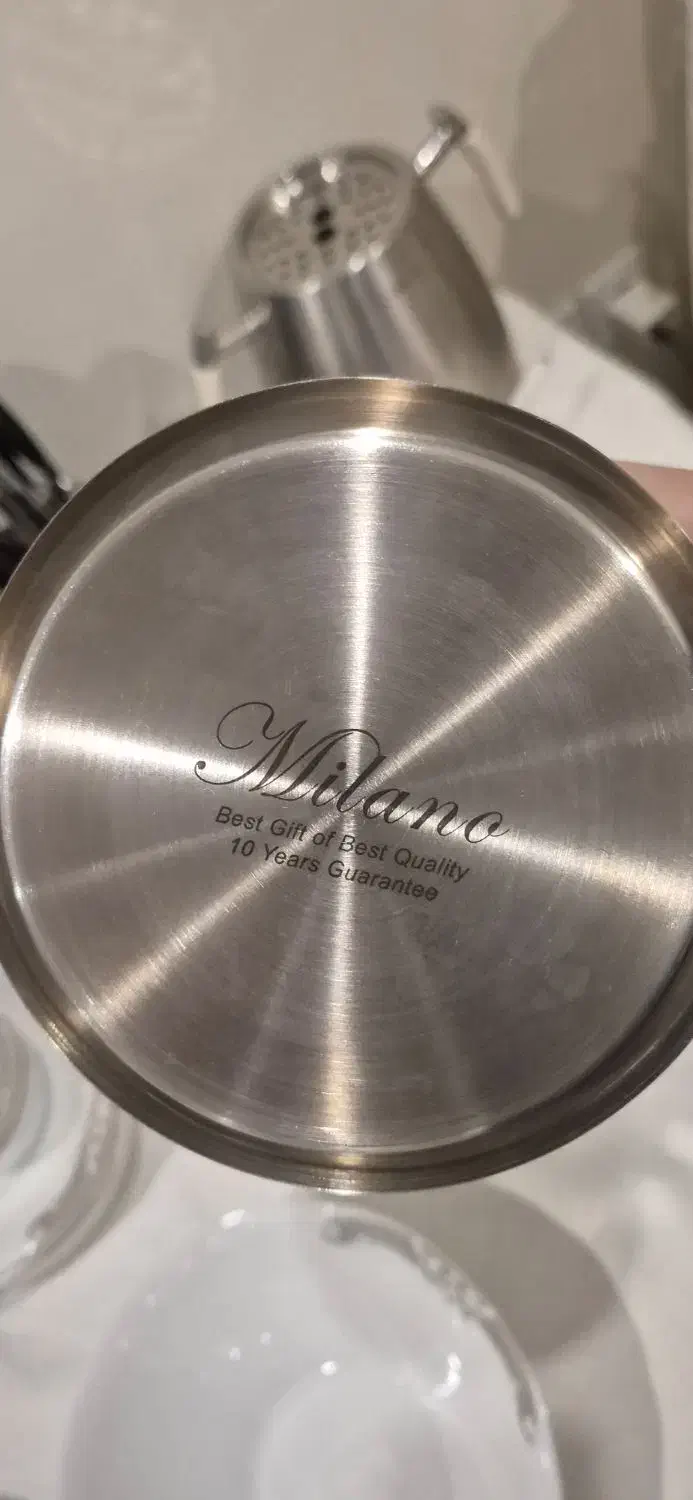 Milano
Best Gift of Best Quality
10 Years Guarantee